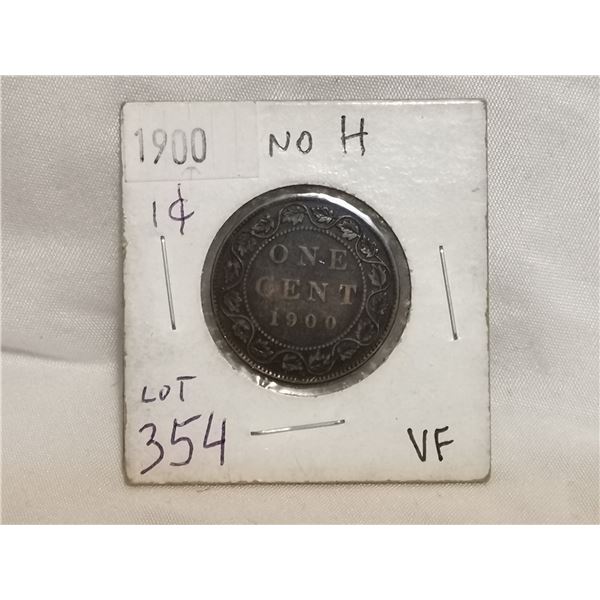 1900 NO H
1¢
ONE
CENT
1900
LOT
354 VF